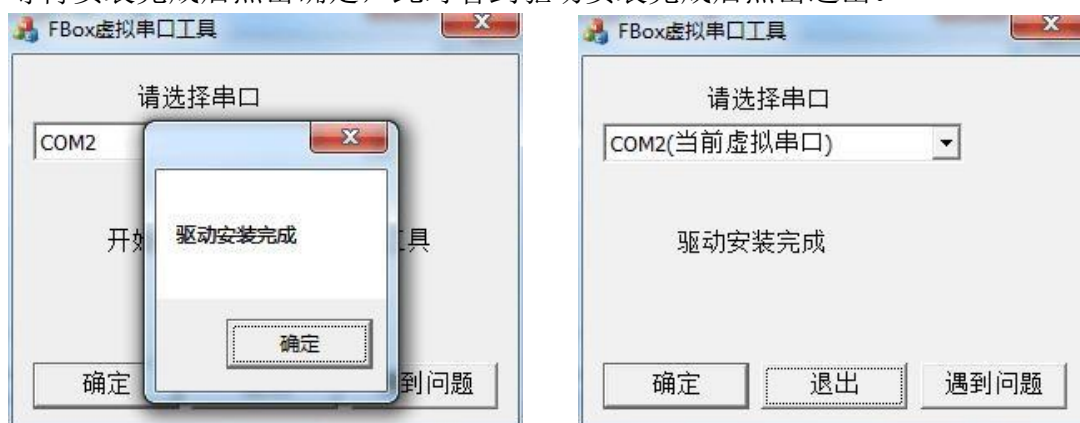 等待安装完成后点击确定，此时看到驱动安装完成后点击退出。
FBox虚拟串口工具
请选择串口
COM2
驱动安装完成
开始
工具
确定
确定
到问题
FBox虚拟串口工具
请选择串口
COM2(当前虚拟串口)
驱动安装完成
确定
退出
遇到问题